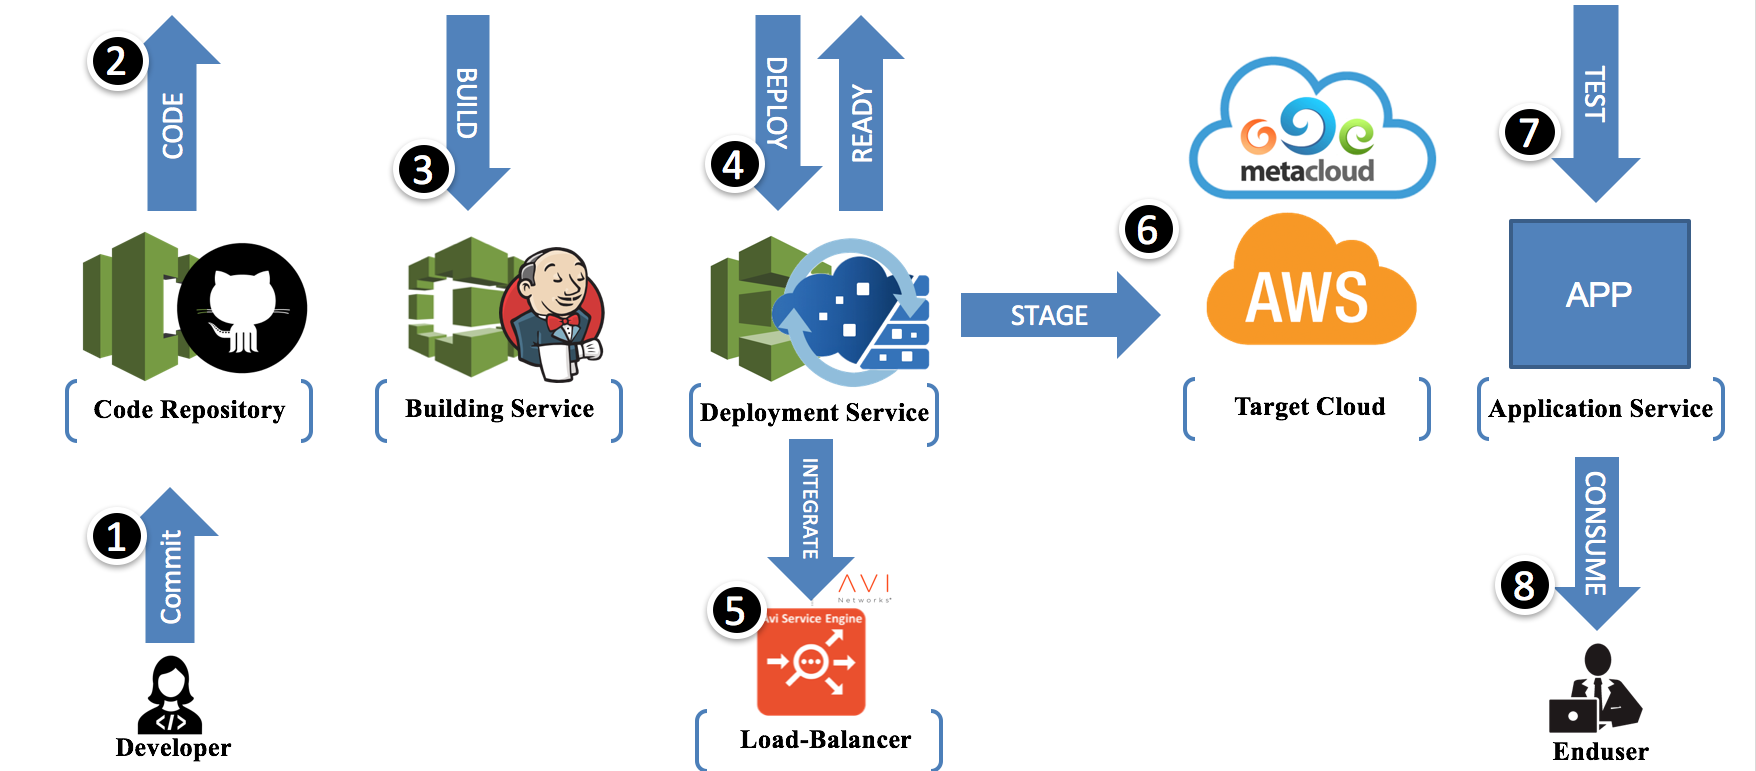 2
CODE
BUILD
3
DEPLOY
4
READY
metacloud
6
AWS
STAGE
TEST
7
APP
Code Repository
Building Service
Deployment Service
Target Cloud
Application Service
1
Commit
INTEGRATE
AVI
Networks
5
Avi Service Engine
CONSUME
8
</>
Developer
Load-Balancer
Enduser